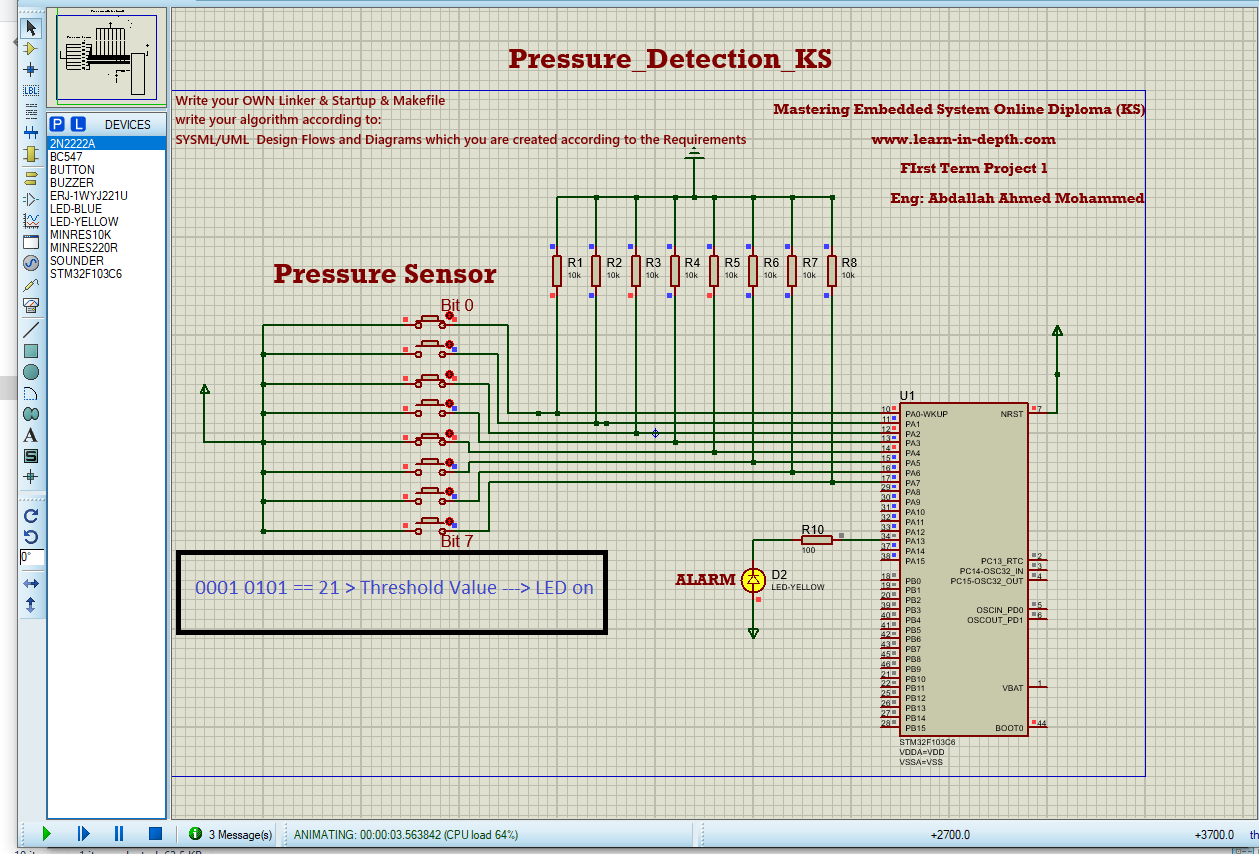 Pressure_Detection_KS
Write your OWN Linker & Startup & Makefile
write your algorithm according to:
SYSML/UML Design Flows and Diagrams which you are created according to the Requirements
Mastering Embedded System Online Diploma (KS)
www.learn-in-depth.com
FIrst Term Project 1
Eng: Abdallah Ahmed Mohammed
LBL
P L DEVICES
2N2222A
BC547
BUTTON
BUZZER
ERJ-1WYJ221U
LED-BLUE
LED-YELLOW
MINRES10K
MINRES220R
SOUNDER
STM32F103C6
A
S
0°
R1
10k
R2
10k
R3
10k
R4
10k
R5
10k
R6
10k
R7
10k
R8
10k
Pressure Sensor
Bit 0
Bit 7
0001 0101 == 21 > Threshold Value ---> LED on
R10
100
ALARM
D2
LED-YELLOW
U1
10 PA0-WKUP
11 PA1
12 PA2
13 PA3
14 PA4
15 PA5
16 PA6
17 PA7
29 PA8
30 PA9
31 PA10
32 PA11
33 PA12
34 PA13
37 PA14
38 PA15
18 PB0
19 PB1
20 PB2
39 PB3
40 PB4
41 PB5
42 PB6
43 PB7
45 PB8
46 PB9
21 PB10
22 PB11
25 PB12
26 PB13
27 PB14
28 PB15
NRST 7
PC13_RTC 2
PC14-OSC32_IN 3
PC15-OSC32_OUT 4
OSCIN_PD0 5
OSCOUT_PD1 6
VBAT 1
BOOT0 44
STM32F103C6
VDDA=VDD
VSSA=VSS
3 Message(s)
ANIMATING: 00:00:03.563842 (CPU load 64%)
+2700.0
+3700.0
th